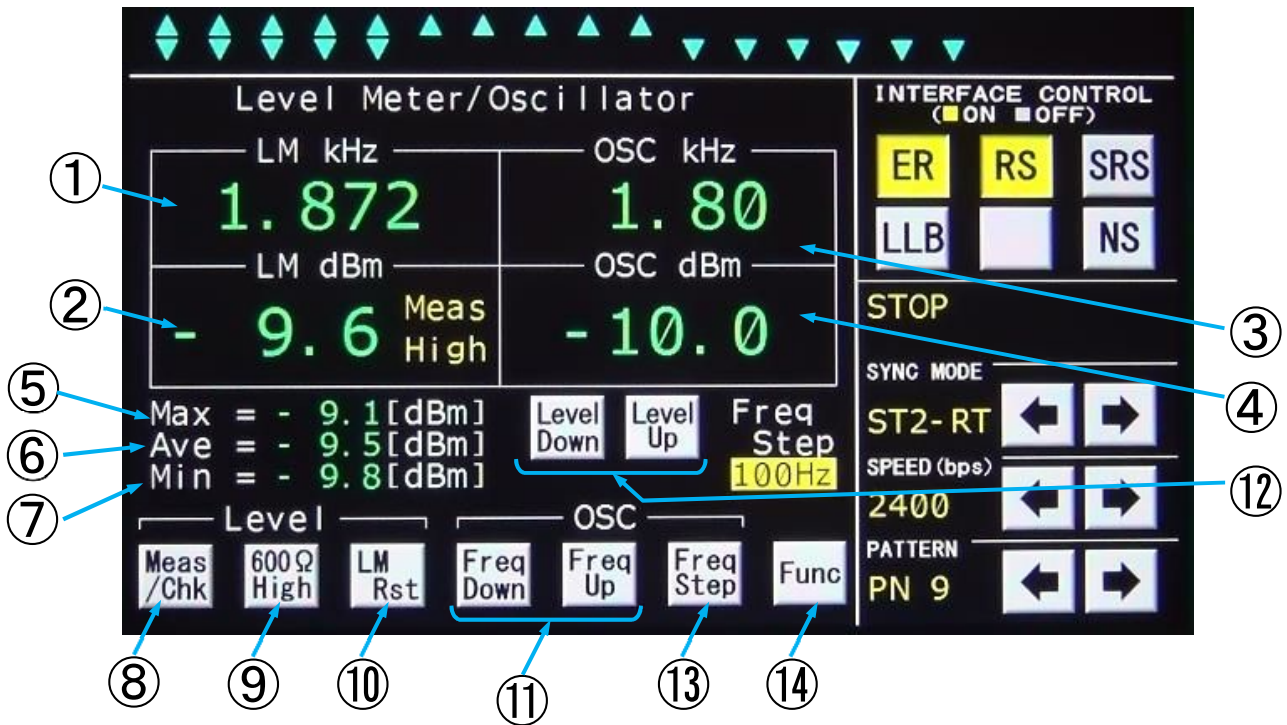 Level Meter/Oscillator
LM kHz
OSC kHz
① 1.872
1.80
LM dBm
OSC dBm
② - 9.6 Meas High
-10.0
③
④
⑤ Max = - 9.1[dBm]
⑥ Ave = - 9.5[dBm]
⑦ Min = - 9.8[dBm]
Level Down
Level Up
Freq Step
100Hz
⑫
Level
OSC
Meas /Chk
600Ω High
LM Rst
Freq Down
Freq Up
Freq Step
Func
⑧
⑨
⑩
⑪
⑬
⑭
INTERFACE CONTROL
(■ON ■OFF)
ER RS SRS
LLB NS
STOP
SYNC MODE
ST2-RT
SPEED(bps)
2400
PATTERN
PN 9